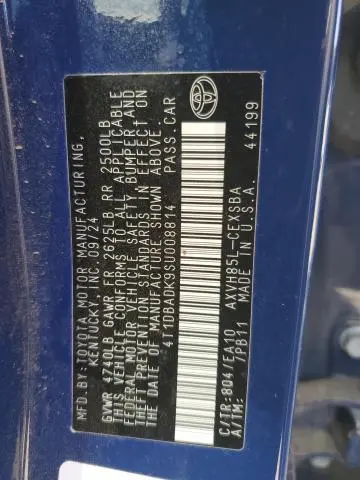 MFD. BY: TOYOTA MOTOR MANUFACTURING,
KENTUCKY, INC. 09/24
GVWR 4740LB GAWR FR 2625LB RR 2500LB
THIS VEHICLE CONFORMS TO ALL APPLICABLE
FEDERAL MOTOR VEHICLE SAFETY, BUMPER AND
THEFT PREVENTION STANDARDS IN EFFECT ON
THE DATE OF MANUFACTURE SHOWN ABOVE.
4T1DBADK9SU008814 PASS.CAR
C/TR:8Q4/EA10 AXVH85L-CEXSBA
A/TM: /PB11 MADE IN U.S.A.
44199